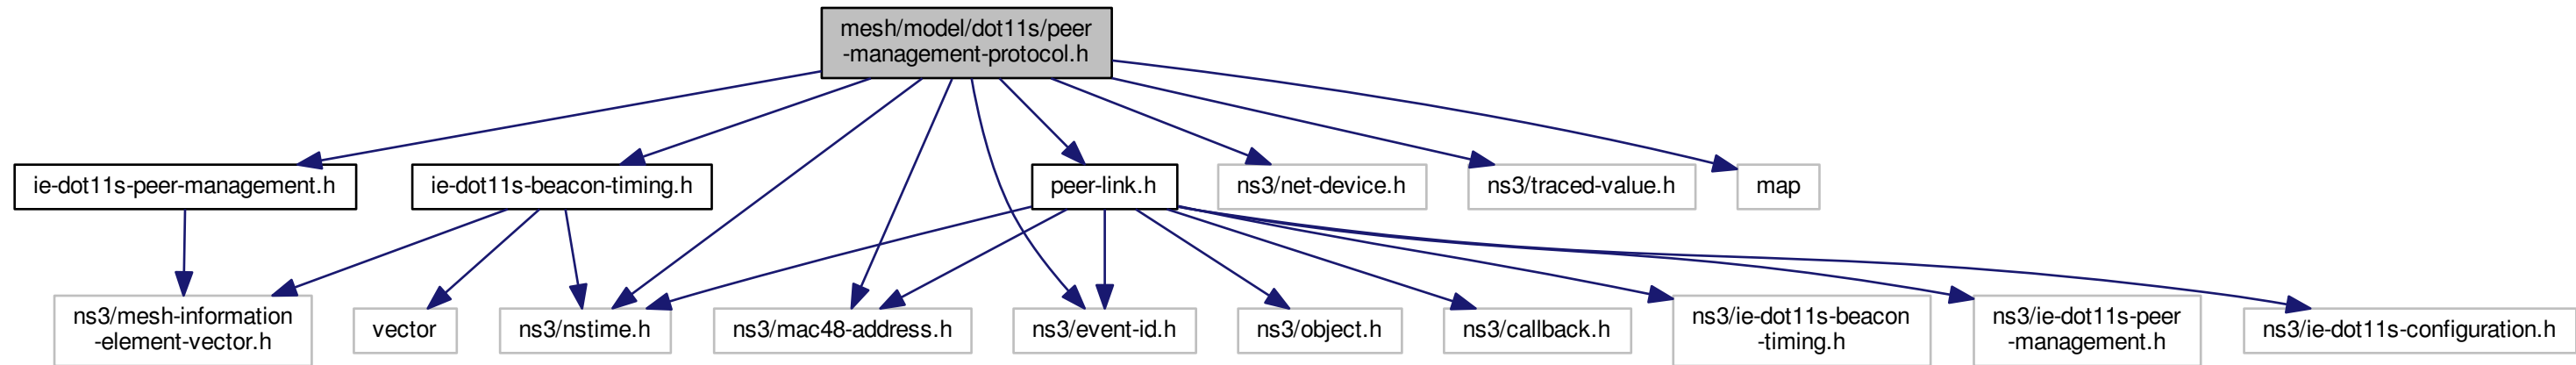 mesh/model/dot11s/peer
-management-protocol.h
ie-dot11s-peer-management.h
ie-dot11s-beacon-timing.h
peer-link.h
ns3/net-device.h
ns3/traced-value.h
map
ns3/mesh-information
-element-vector.h
vector
ns3/nstime.h
ns3/mac48-address.h
ns3/event-id.h
ns3/object.h
ns3/callback.h
ns3/ie-dot11s-beacon
-timing.h
ns3/ie-dot11s-peer
-management.h
ns3/ie-dot11s-configuration.h